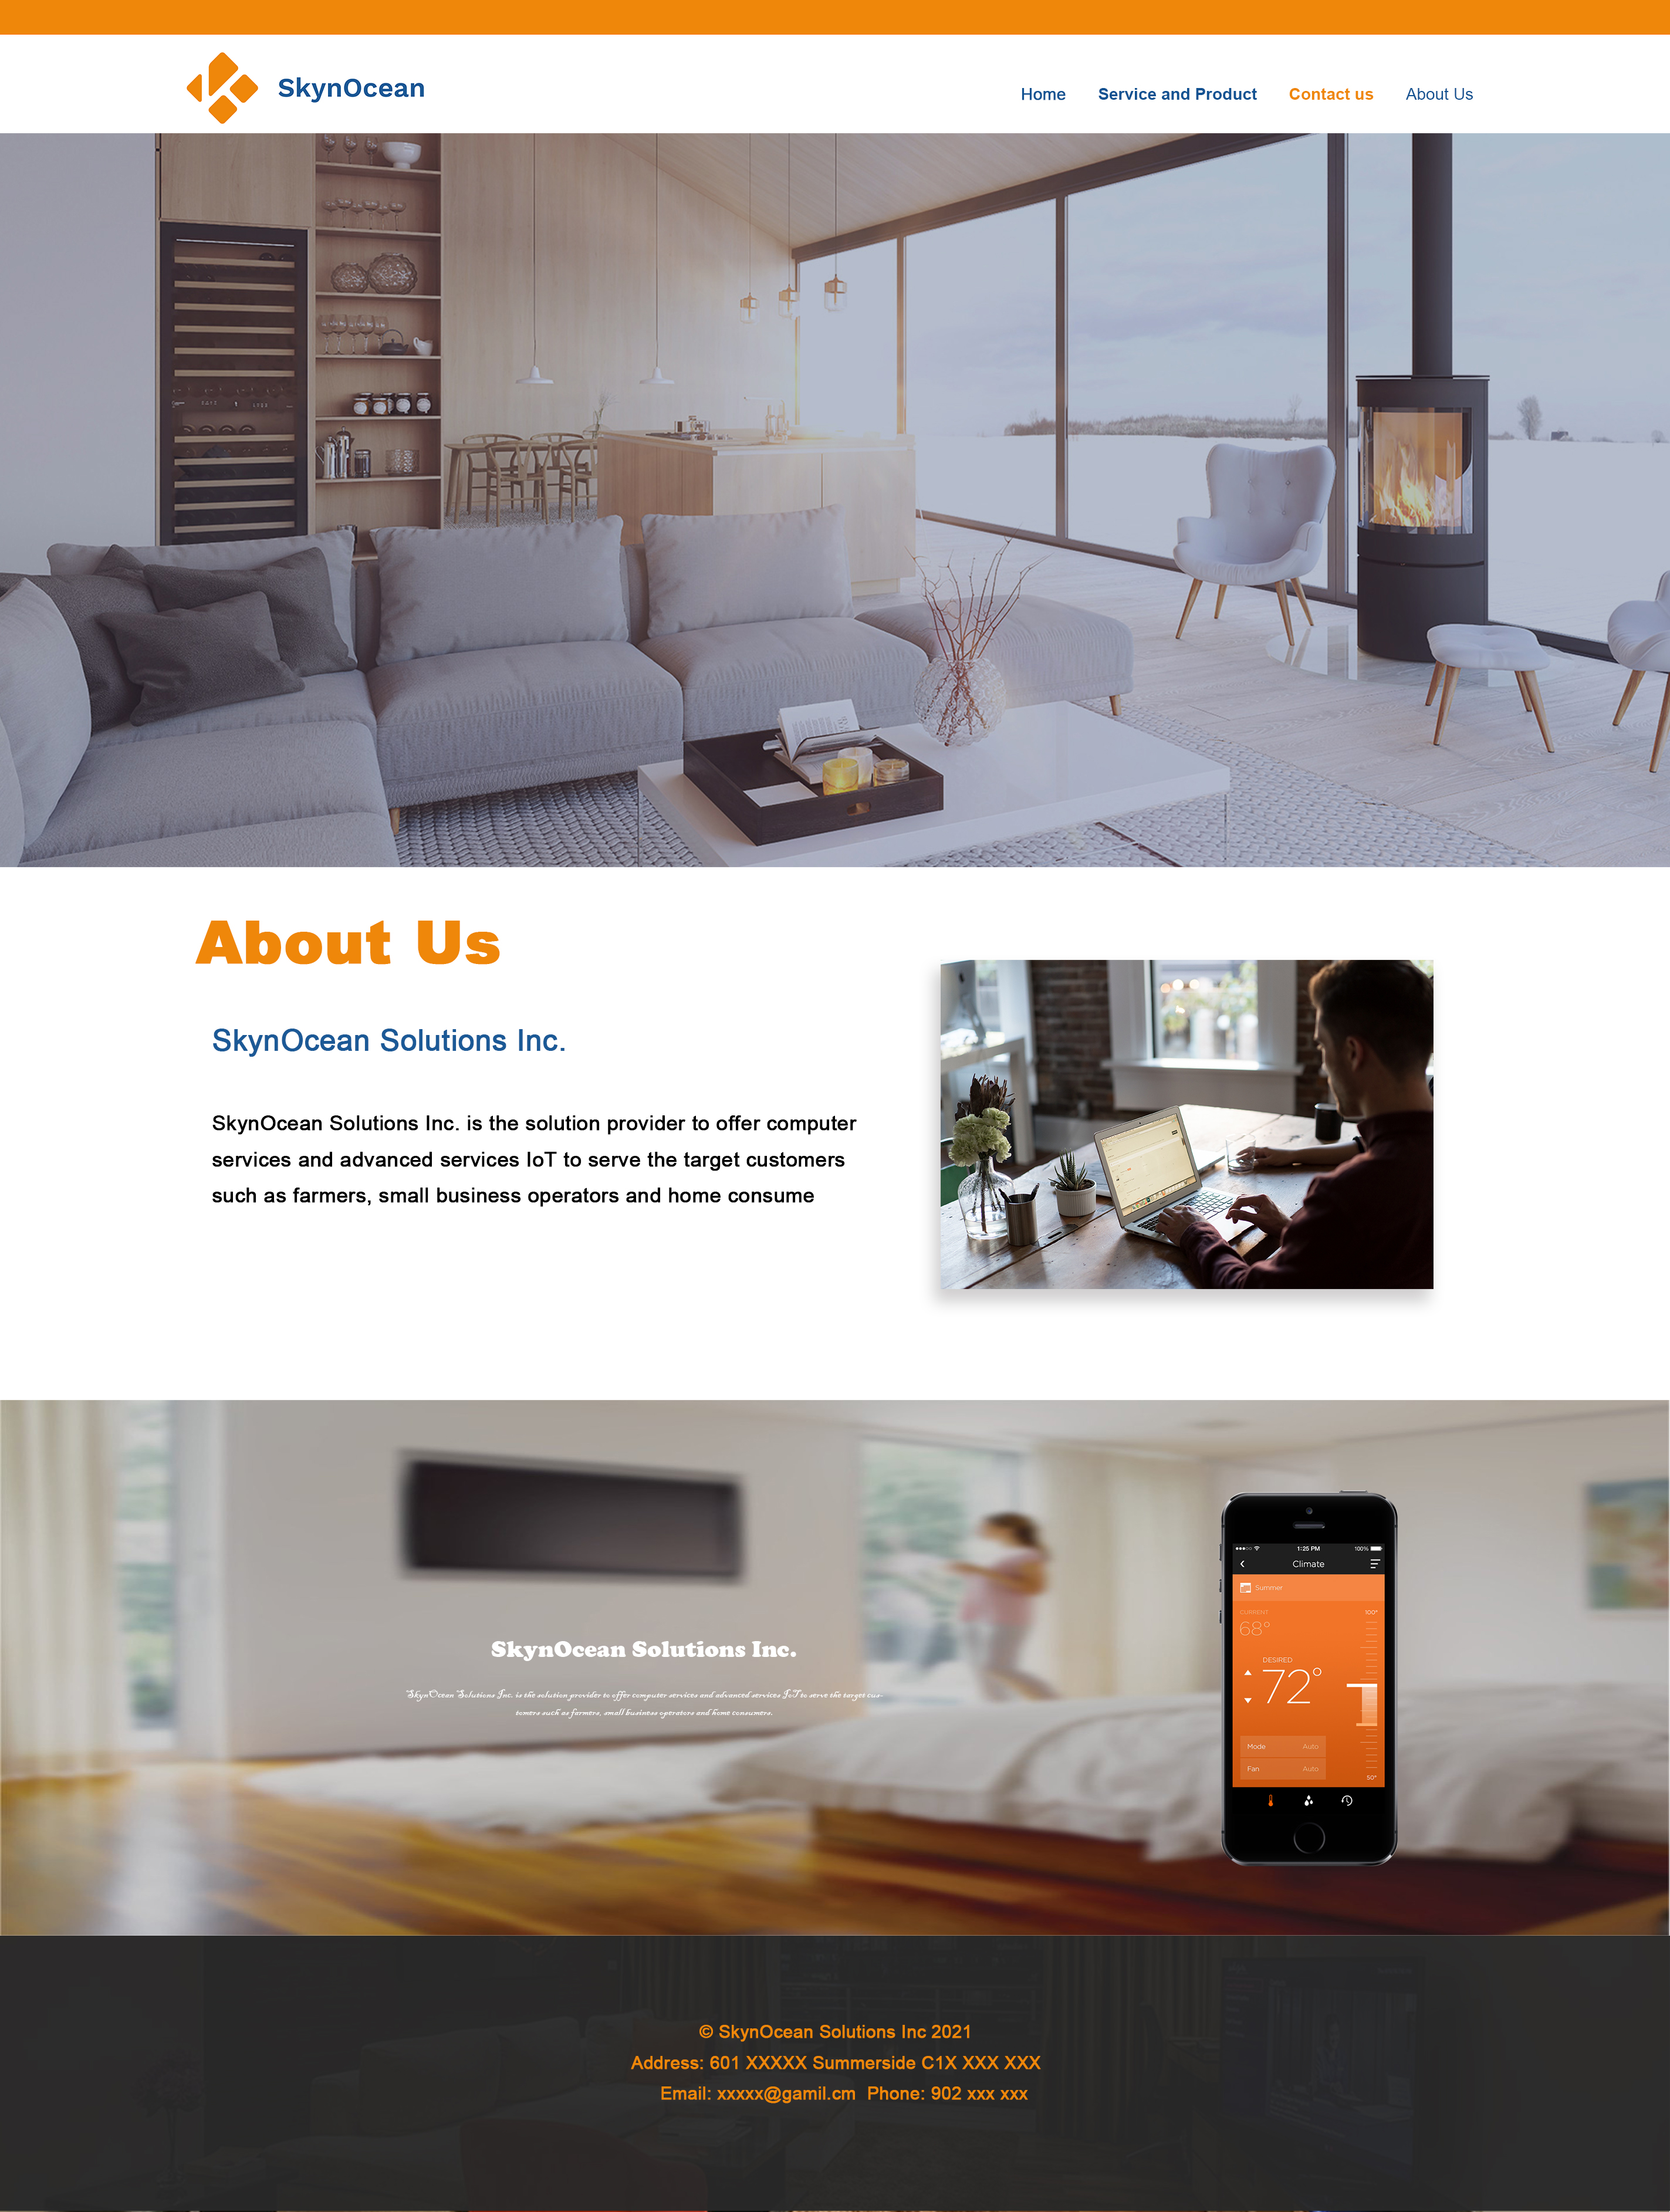 SkynOcean
Home Service and Product Contact us About Us
About Us
SkynOcean Solutions Inc.
SkynOcean Solutions Inc. is the solution provider to offer computer
services and advanced services IoT to serve the target customers
such as farmers, small business operators and home consume
1:25 PM 100%
Climate
Summer
CURRENT
100°
68°
DESIRED
72°
Mode Auto
Fan Auto
50°
SkynOcean Solutions Inc.
SkynOcean Solutions Inc. is the solution provider to offer computer services and advanced services IoT to serve the target cus-
tomers such as farmers, small business operators and home consumers.
© SkynOcean Solutions Inc 2021
Address: 601 XXXXX Summerside C1X XXX XXX
Email: xxxxx@gamil.cm Phone: 902 xxx xxx